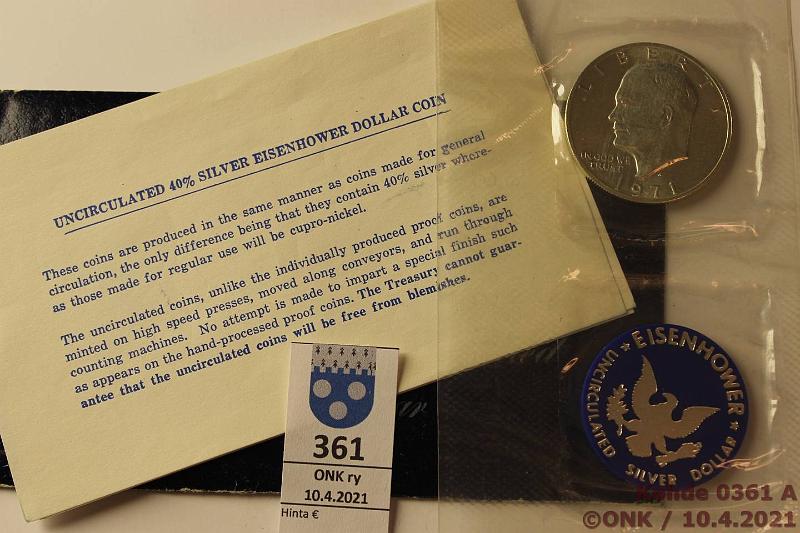 UNCIRCULATED 40% SILVER EISENHOWER DOLLAR COIN
These coins are produced in the same manner as coins made for general
circulation, the only difference being that they contain 40% silver where-
as those made for regular use will be cupro-nickel.
The uncirculated coins, unlike the individually produced proof coins, are
minted on high speed presses, moved along conveyors, and run through
counting machines. No attempt is made to impart a special finish such
as appears on the hand-processed proof coins. The Treasury cannot guar-
antee that the uncirculated coins will be free from blemishes.
LIBERTY
IN GOD WE
TRUST
1971
EISENHOWER
UNCIRCULATED SILVER DOLLAR
361
ONK ry
10.4.2021
Hinta €
Kohde 0361 A
©ONK / 10.4.2021